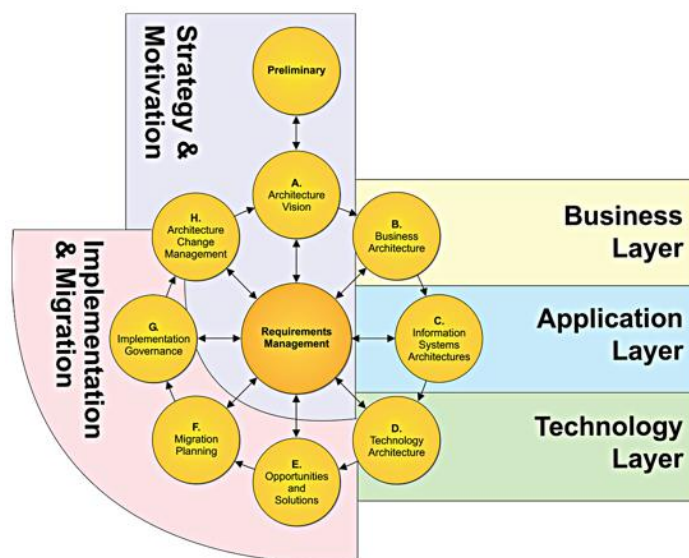 Strategy &
Motivation
Preliminary
A.
Architecture
Vision
H.
Architecture
Change
Management
B.
Business
Architecture
Business
Layer
Implementation
& Migration
G.
Implementation
Governance
Requirements
Management
C.
Information
Systems
Architectures
Application
Layer
F.
Migration
Planning
E.
Opportunities
and
Solutions
D.
Technology
Architecture
Technology
Layer